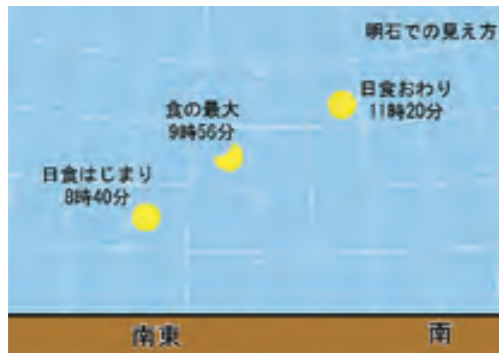 明石での見え方
日食おわり
11時20分
食の最大
9時56分
日食はじまり
8時40分
南東
南